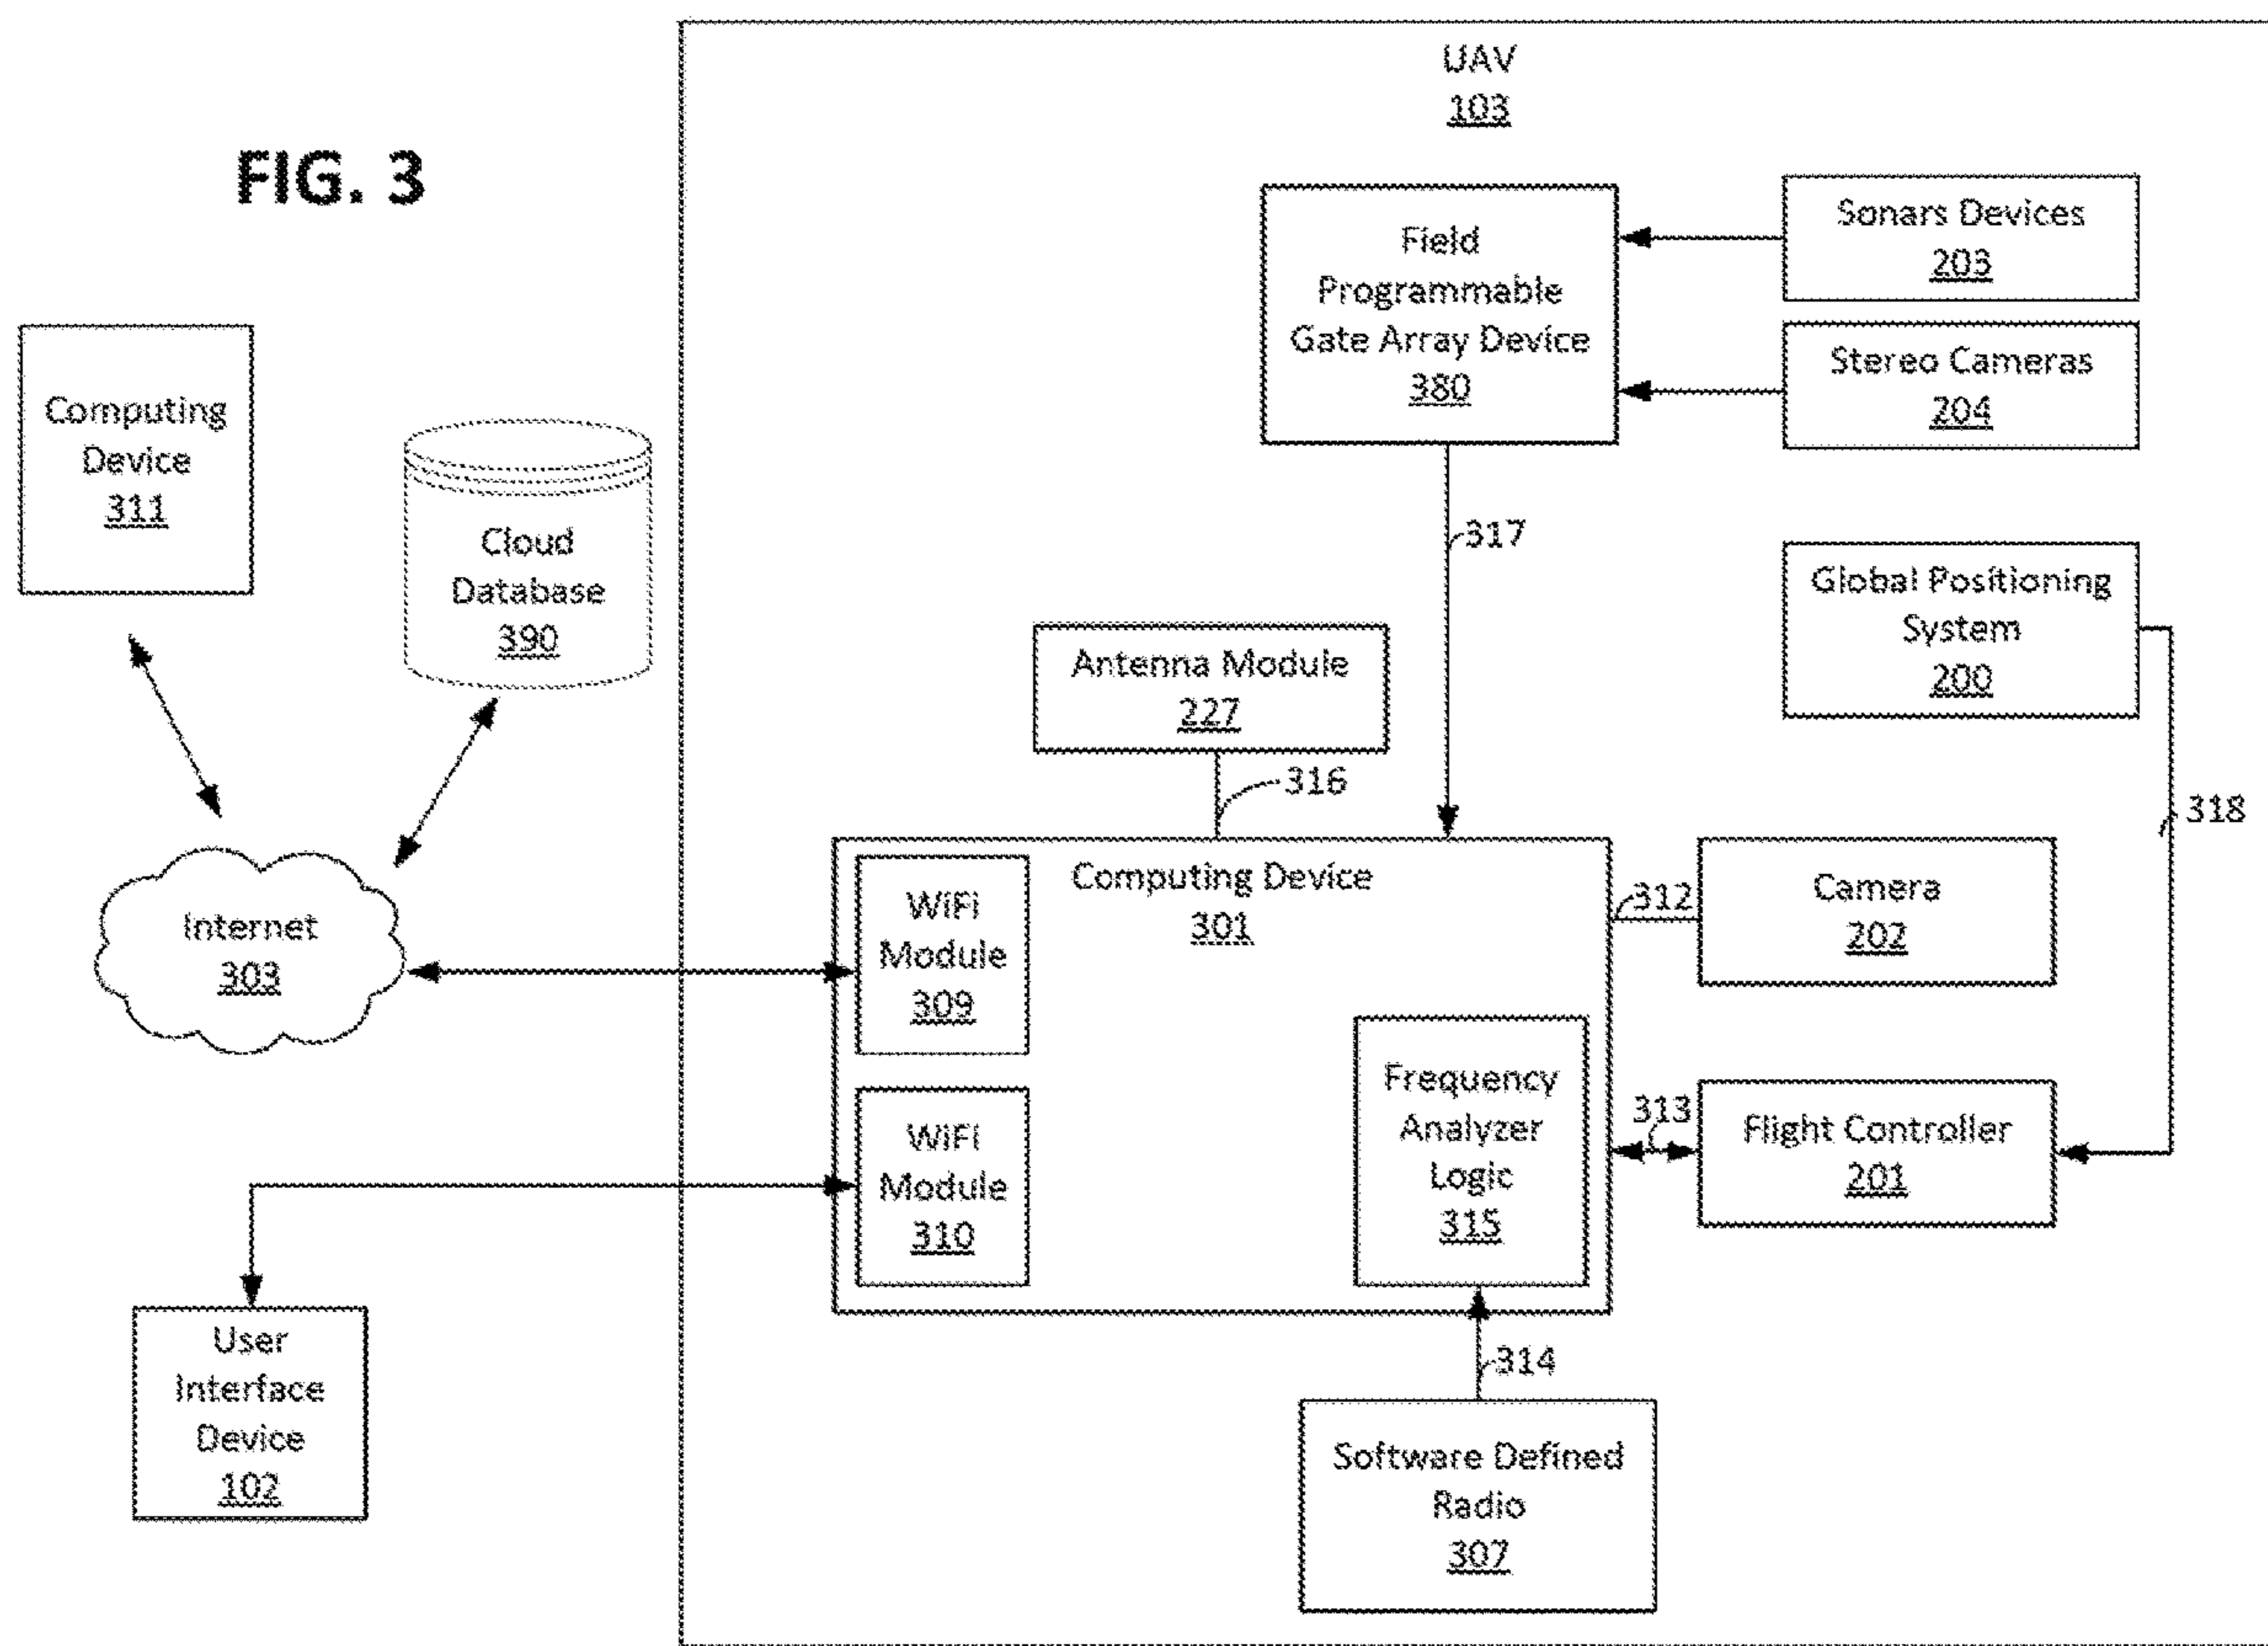 FIG. 3
UAV
103
Field
Programmable
Gate Array Device
380
Sonars Devices
203
Stereo Cameras
204
Computing
Device
311
Cloud
Database
390
317
Global Positioning
System
200
Antenna Module
227
316
318
Internet
303
WiFi
Module
309
Computing Device
301
312
Camera
202
WiFi
Module
310
Frequency
Analyzer
Logic
315
313
Flight Controller
201
User
Interface
Device
102
314
Software Defined
Radio
307